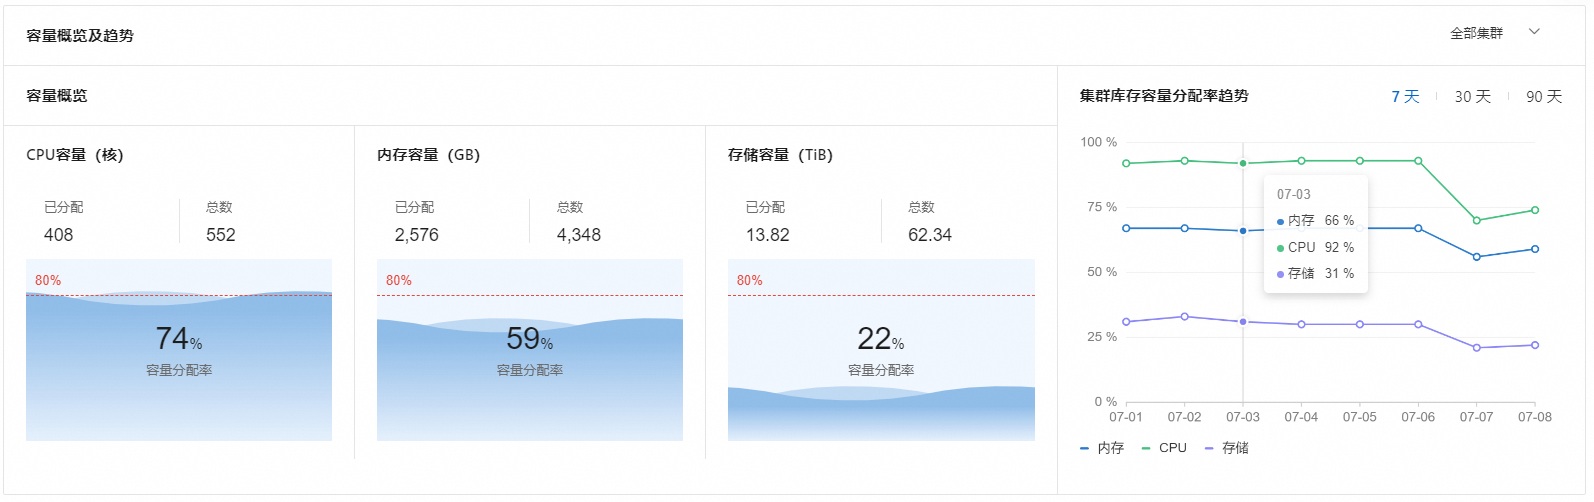 容量概览及趋势
全部集群
容量概览
CPU容量（核）
已分配
总数
408
552
80%
74%
容量分配率
内存容量（GB）
已分配
总数
2,576
4,348
80%
59%
容量分配率
存储容量（TiB）
已分配
总数
13.82
62.34
80%
22%
容量分配率
集群库存容量分配率趋势
7 天
30 天
90 天
100 %
75 %
50 %
25 %
0 %
07-03
内存 66 %
CPU 92 %
存储 31 %
07-01 07-02 07-03 07-04 07-05 07-06 07-07 07-08
内存 CPU 存储